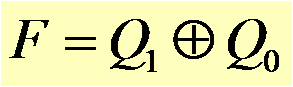 F = Q₁ ⊕ Q₀